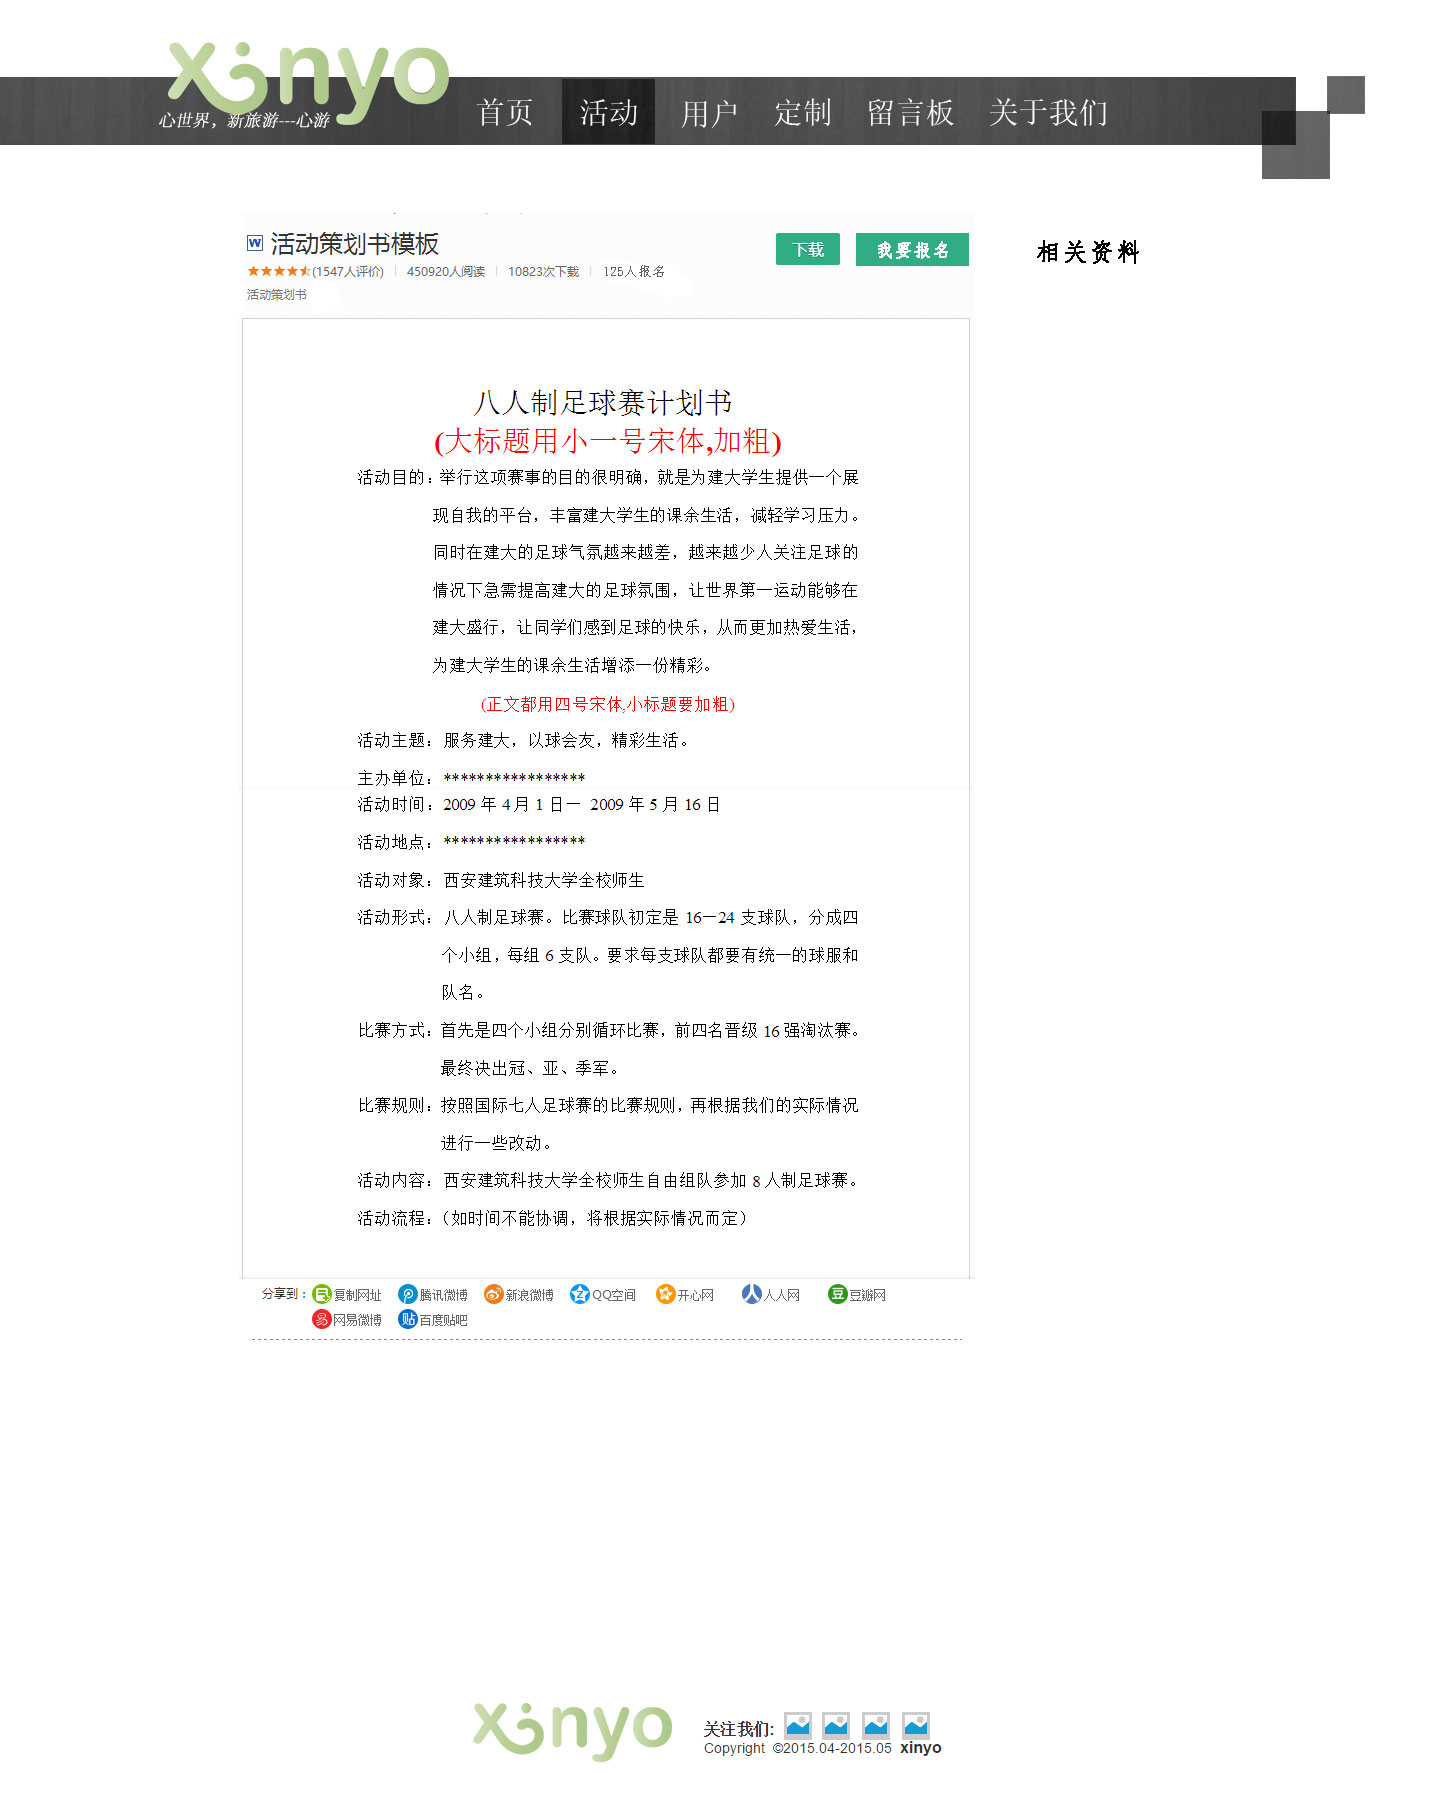 xinyo
心世界，新旅游---心游
首页 活动 用户 定制 留言板 关于我们
活动策划书模板
下载 我要报名
相关资料
(1547人评价) 450920人阅读 10823次下载 125人报名
活动策划书
八人制足球赛计划书
(大标题用小一号宋体,加粗)
活动目的：举行这项赛事的目的很明确，就是为建大学生提供一个展
现自我的平台，丰富建大学生的课余生活，减轻学习压力。
同时在建大的足球气氛越来越差，越来越少人关注足球的
情况下急需提高建大的足球氛围，让世界第一运动能够在
建大盛行，让同学们感到足球的快乐，从而更加热爱生活，
为建大学生的课余生活增添一份精彩。
(正文都用四号宋体,小标题要加粗)
活动主题：服务建大，以球会友，精彩生活。
主办单位：*****************
活动时间：2009 年 4 月 1 日— 2009 年 5 月 16 日
活动地点：*****************
活动对象：西安建筑科技大学全校师生
活动形式：八人制足球赛。比赛球队初定是 16—24 支球队，分成四
个小组，每组 6 支队。要求每支球队都要有统一的球服和
队名。
比赛方式：首先是四个小组分别循环比赛，前四名晋级 16 强淘汰赛。
最终决出冠、亚、季军。
比赛规则：按照国际七人足球赛的比赛规则，再根据我们的实际情况
进行一些改动。
活动内容：西安建筑科技大学全校师生自由组队参加 8 人制足球赛。
活动流程：（如时间不能协调，将根据实际情况而定）
分享到： 复制网址 腾讯微博 新浪微博 QQ空间 开心网 人人网 豆 豆瓣网
易 网易微博 贴 百度贴吧
xinyo
关注我们:
Copyright ©2015.04-2015.05 xinyo